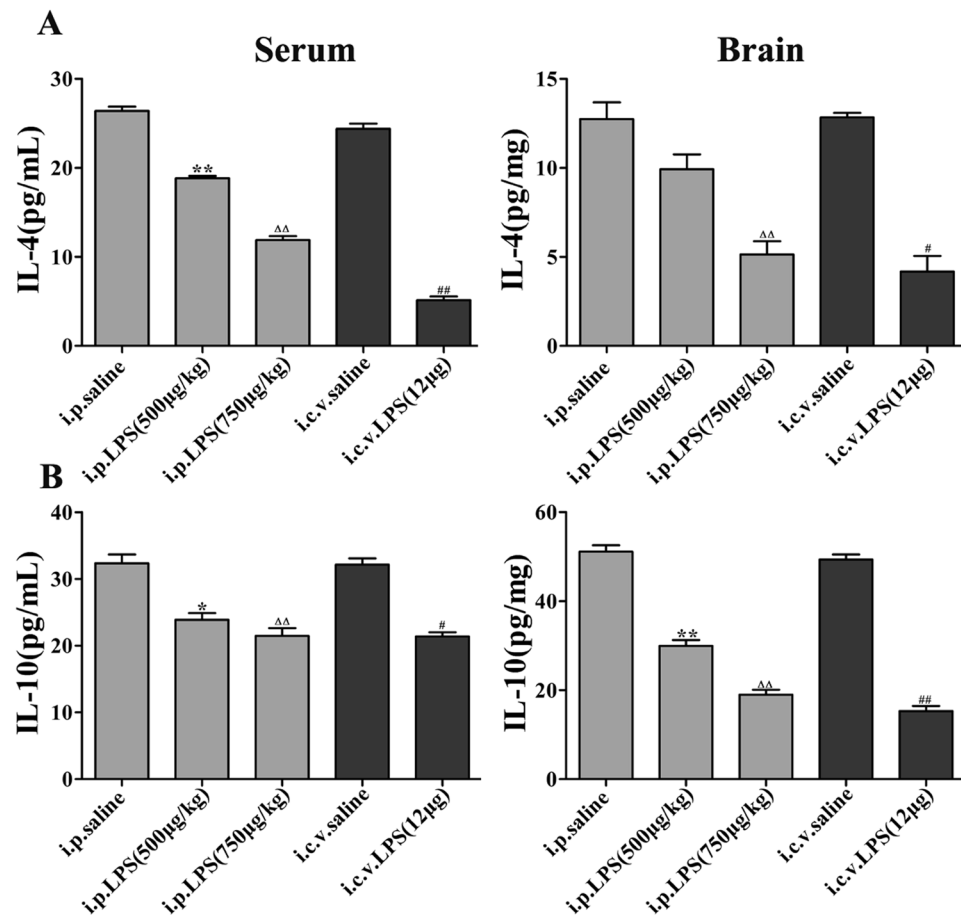 A
Serum
Brain
IL-4(pg/mL)
30
20
10
0
**
ΔΔ
##
i.p.saline
i.p.LPS(500μg/kg)
i.p.LPS(750μg/kg)
i.c.v.saline
i.c.v.LPS(12μg)
IL-4(pg/mg)
15
10
5
0
ΔΔ
#
i.p.saline
i.p.LPS(500μg/kg)
i.p.LPS(750μg/kg)
i.c.v.saline
i.c.v.LPS(12μg)
B
IL-10(pg/mL)
40
30
20
10
0
*
ΔΔ
#
i.p.saline
i.p.LPS(500μg/kg)
i.p.LPS(750μg/kg)
i.c.v.saline
i.c.v.LPS(12μg)
IL-10(pg/mg)
60
40
20
0
**
ΔΔ
##
i.p.saline
i.p.LPS(500μg/kg)
i.p.LPS(750μg/kg)
i.c.v.saline
i.c.v.LPS(12μg)